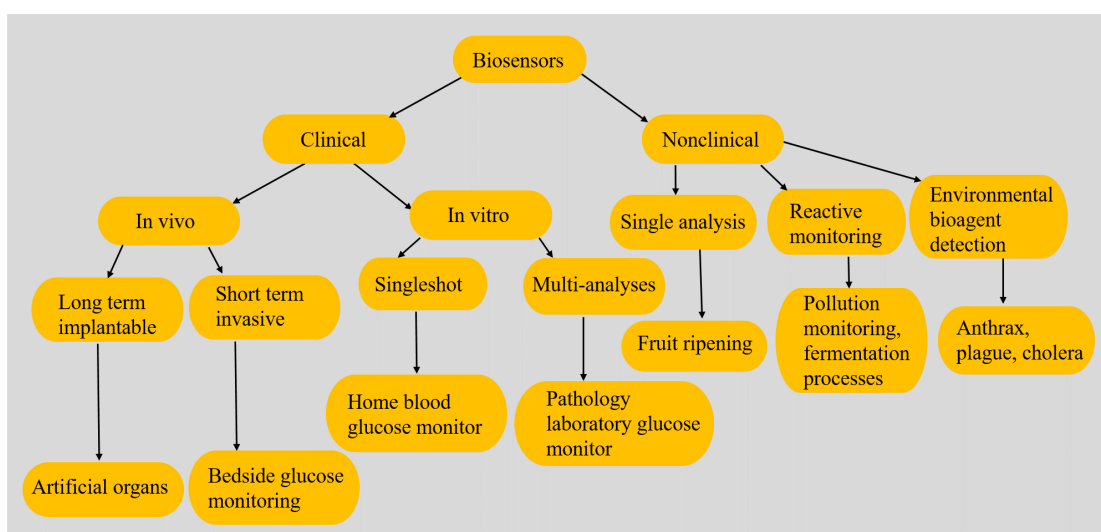 Biosensors
Clinical
Nonclinical
In vivo
In vitro
Single analysis
Reactive
monitoring
Environmental
bioagent
detection
Long term
implantable
Short term
invasive
Singleshot
Multi-analyses
Fruit ripening
Pollution
monitoring,
fermentation
processes
Anthrax,
plague, cholera
Home blood
glucose monitor
Pathology
laboratory glucose
monitor
Artificial organs
Bedside glucose
monitoring